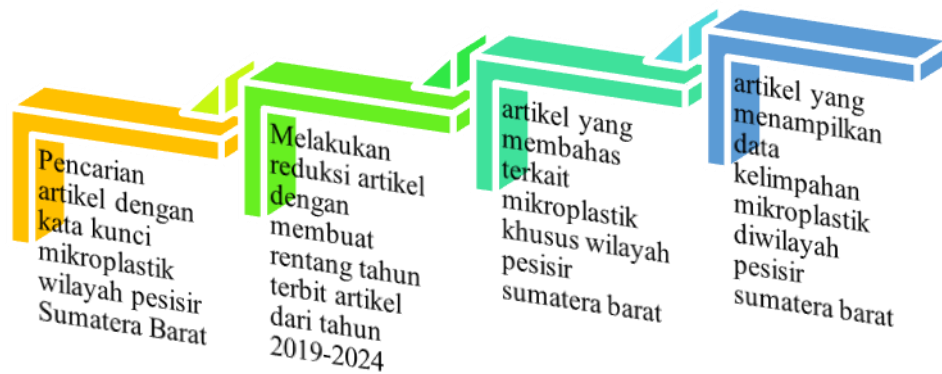 Pencarian
artikel dengan
kata kunci
mikroplastik
wilayah pesisir
Sumatera Barat
Melakukan
reduksi artikel
dengan
membuat
rentang tahun
terbit artikel
dari tahun
2019-2024
artikel yang
membahas
terkait
mikroplastik
khusus wilayah
pesisir
sumatera barat
artikel yang
menampilkan
data
kelimpahan
mikroplastik
diwilayah
pesisir
sumatera barat